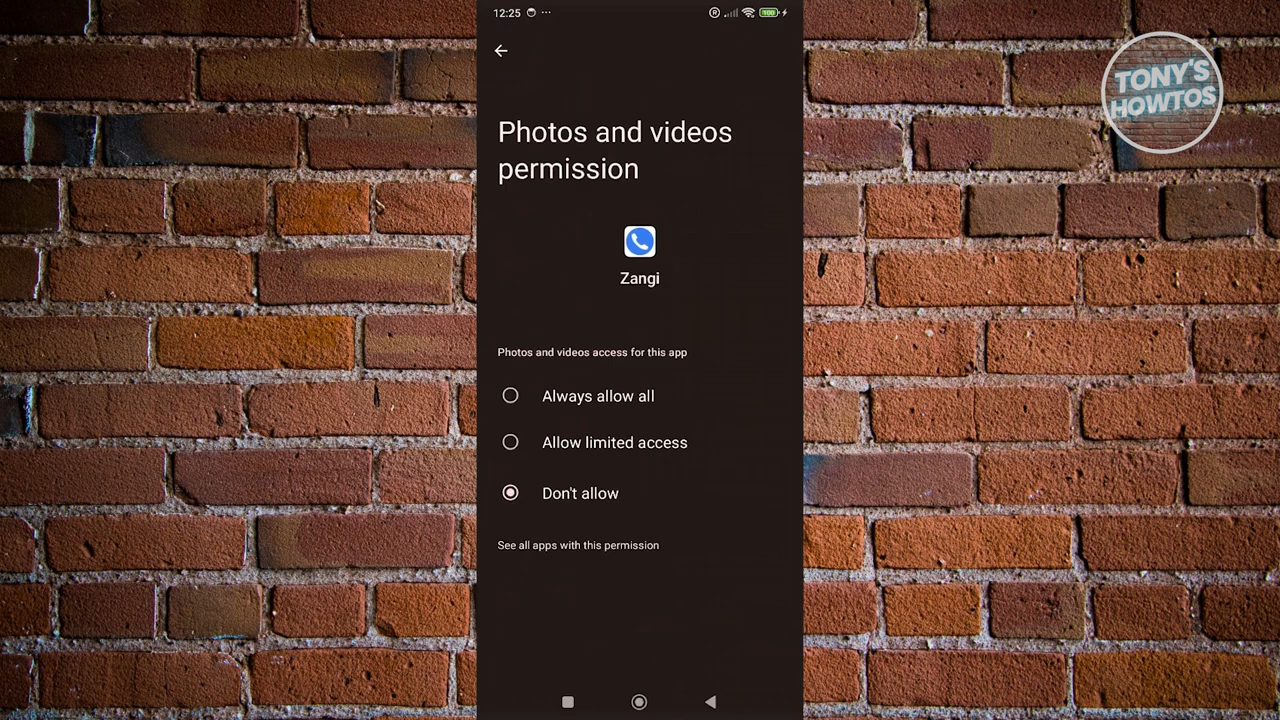 12:25
TONY'S
HOWTOS
Photos and videos
permission
Zangi
Photos and videos access for this app
Always allow all
Allow limited access
Don't allow
See all apps with this permission